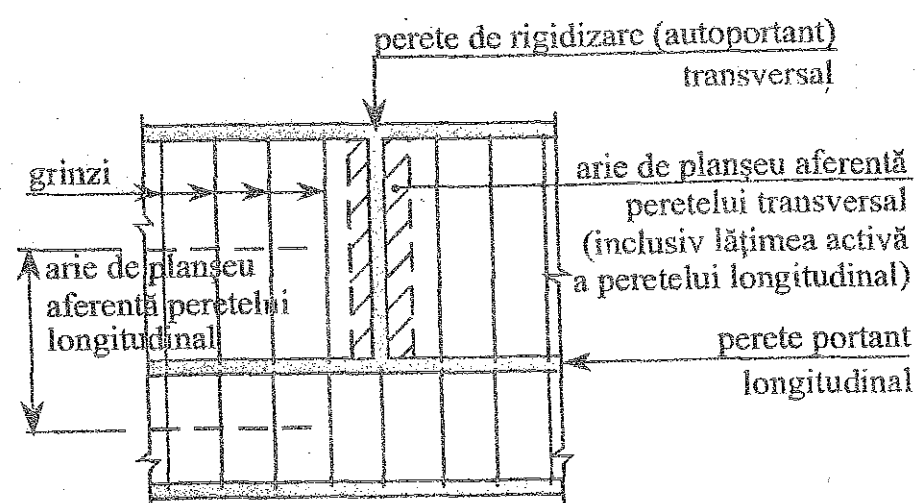 perete de rigidizare (autoportant)
transversal
grinzi
arie de planșeu aferentă
peretelui transversal
(inclusiv lățimea activă
a peretelui longitudinal)
arie de planșeu
aferentă peretelui
longitudinal
perete portant
longitudinal